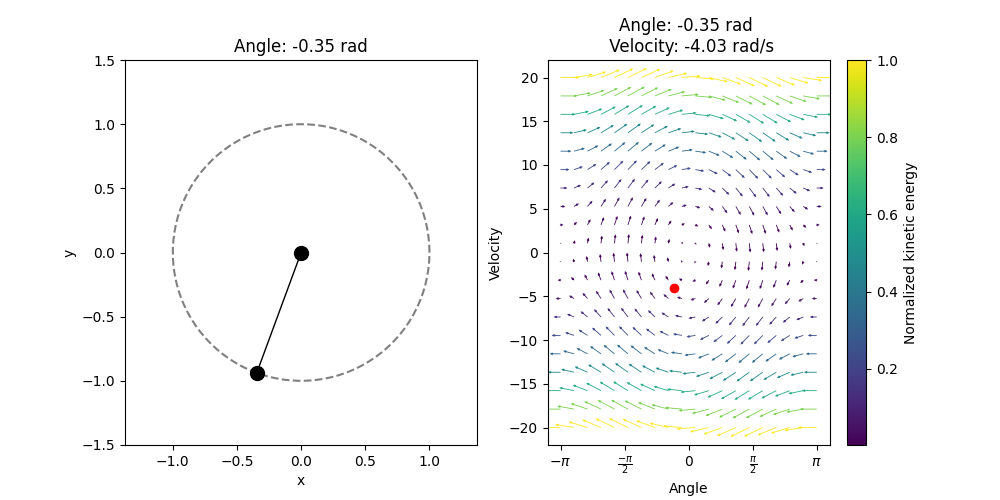 Angle: -0.35 rad
1.5
1.0
0.5
0.0
−0.5
−1.0
−1.5
−1.0
−0.5
0.0
0.5
1.0
x
y
Angle: -0.35 rad
Velocity: -4.03 rad/s
20
15
10
5
0
−5
−10
−15
−20
−π
−π/2
0
π/2
π
Angle
Velocity
1.0
0.8
0.6
0.4
0.2
Normalized kinetic energy